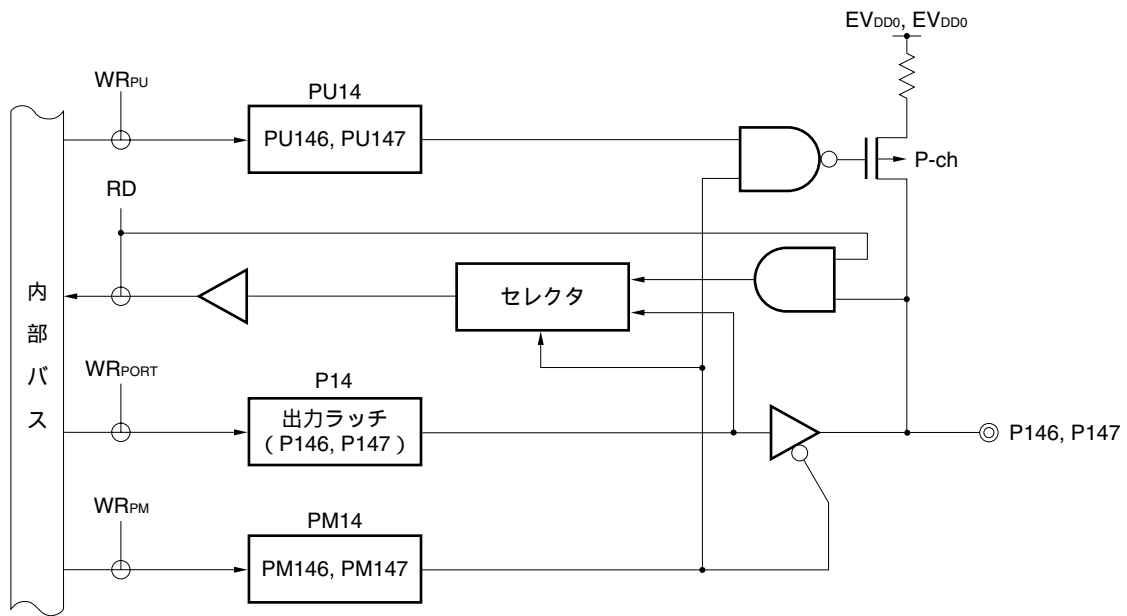 EVDD0, EVDD0
WRPU
PU14
PU146, PU147
P-ch
RD
セレクタ
内部バス
WRPORT
P14
出力ラッチ
( P146, P147 )
P146, P147
WRPM
PM14
PM146, PM147